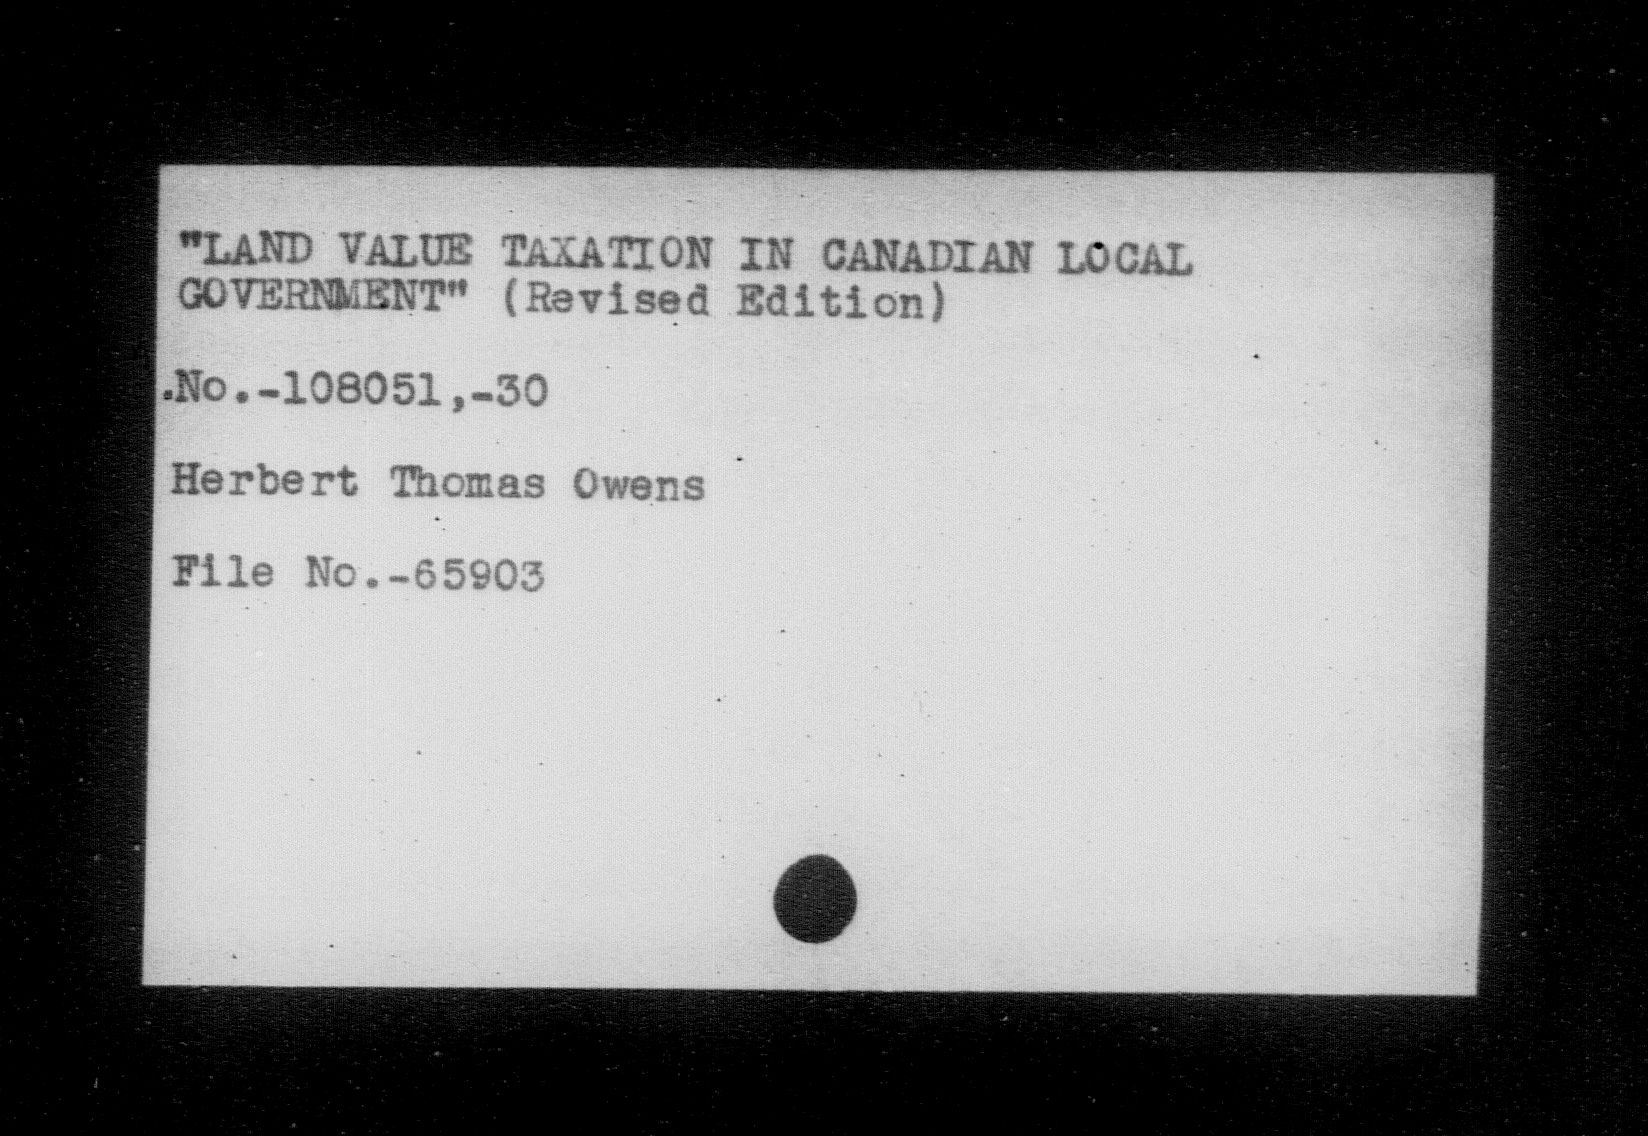 "LAND VALUE TAXATION IN CANADIAN LOCAL
GOVERNMENT" (Revised Edition)
.No.-108051,-30
Herbert Thomas Owens
File No.-65903